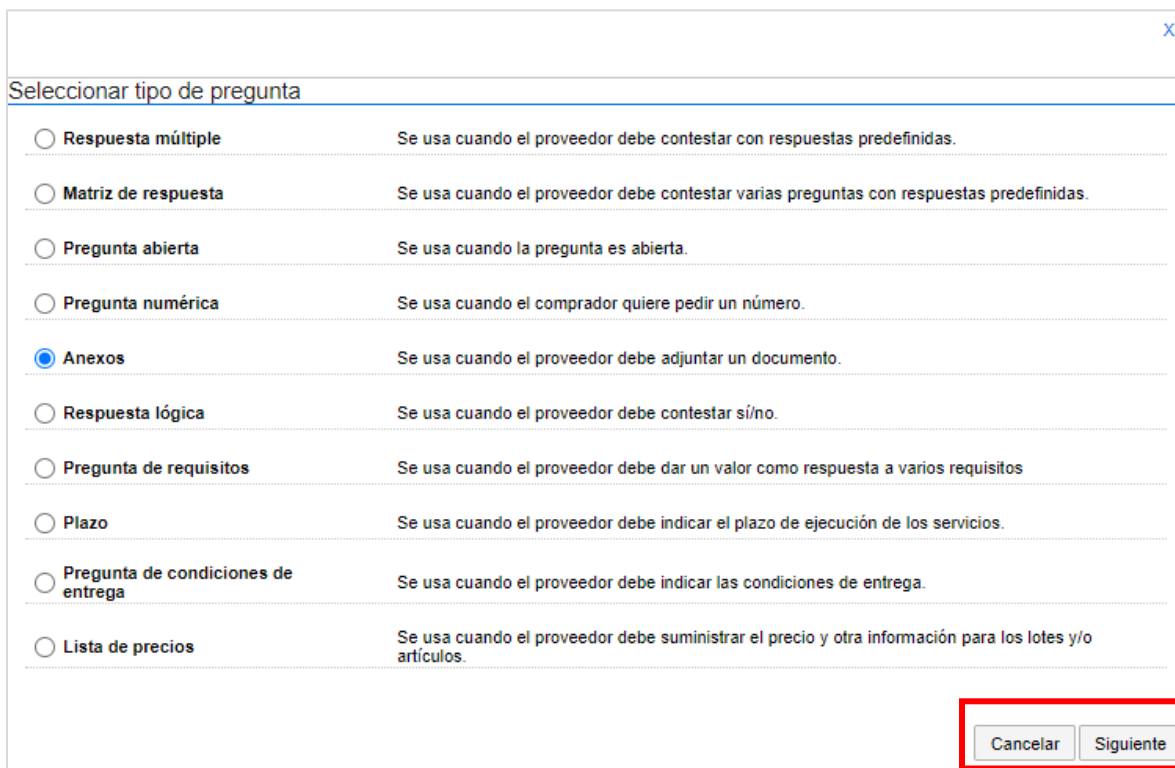 X
Seleccionar tipo de pregunta
Respuesta múltiple Se usa cuando el proveedor debe contestar con respuestas predefinidas.
Matriz de respuesta Se usa cuando el proveedor debe contestar varias preguntas con respuestas predefinidas.
Pregunta abierta Se usa cuando la pregunta es abierta.
Pregunta numérica Se usa cuando el comprador quiere pedir un número.
Anexos Se usa cuando el proveedor debe adjuntar un documento.
Respuesta lógica Se usa cuando el proveedor debe contestar sí/no.
Pregunta de requisitos Se usa cuando el proveedor debe dar un valor como respuesta a varios requisitos
Plazo Se usa cuando el proveedor debe indicar el plazo de ejecución de los servicios.
Pregunta de condiciones de
entrega
Se usa cuando el proveedor debe indicar las condiciones de entrega.
Lista de precios
Se usa cuando el proveedor debe suministrar el precio y otra información para los lotes y/o
artículos.
Cancelar Siguiente